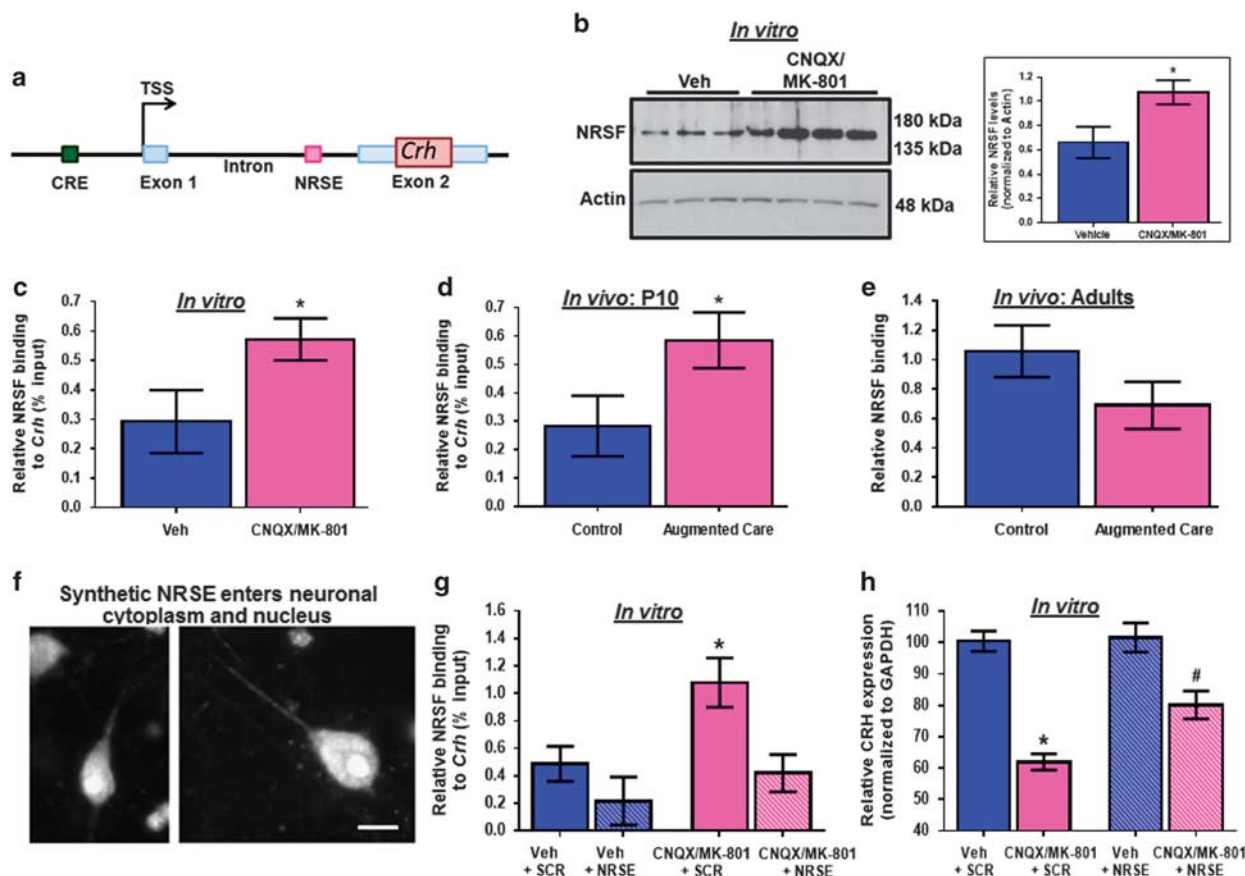 a
TSS
Crh
CRE
Exon 1
Intron
NRSE
Exon 2
b
In vitro
Veh
CNQX/
MK-801
NRSF
180 kDa
135 kDa
Actin
48 kDa
Relative NRSF levels
(normalized to Actin)
1.2
1.0
0.8
0.6
0.4
0.2
0.0
*
Vehicle
CNQX/MK-801
c
In vitro
Relative NRSF binding
to Crh (% input)
0.7
0.6
0.5
0.4
0.3
0.2
0.1
0.0
*
Veh
CNQX/MK-801
d
In vivo: P10
Relative NRSF binding
to Crh (% input)
0.7
0.6
0.5
0.4
0.3
0.2
0.1
0.0
*
Control
Augmented Care
e
In vivo: Adults
Relative NRSF binding
1.4
1.2
1.0
0.8
0.6
0.4
0.2
0.0
Control
Augmented Care
f
Synthetic NRSE enters neuronal
cytoplasm and nucleus
g
In vitro
Relative NRSF binding
to Crh (% Input)
1.6
1.4
1.2
1.0
0.8
0.6
0.4
0.2
0.0
*
Veh
+ SCR
Veh
+ NRSE
CNQX/MK-801
+ SCR
CNQX/MK-801
+ NRSE
h
In vitro
Relative CRH expression
(normalized to GAPDH)
110
100
90
80
70
60
50
40
*
#
Veh
+ SCR
CNQX/MK-801
+ SCR
Veh
+ NRSE
CNQX/MK-801
+ NRSE